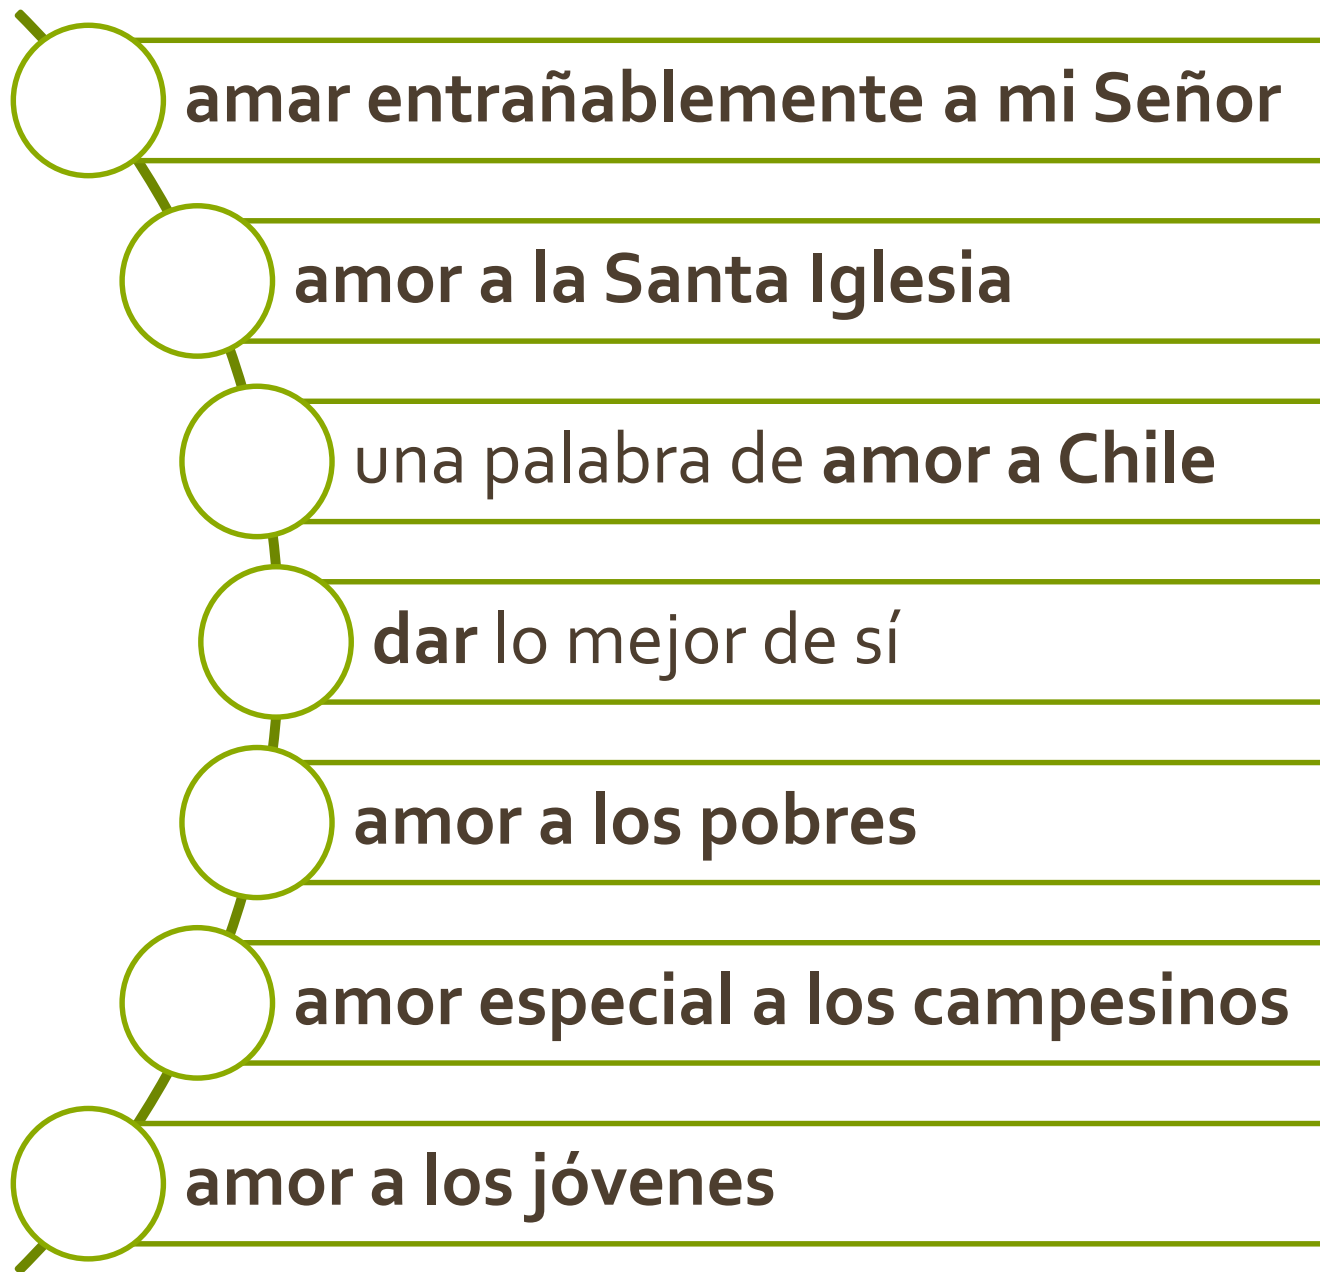 amar entrañablemente a mi Señor
amor a la Santa Iglesia
una palabra de amor a Chile
dar lo mejor de sí
amor a los pobres
amor especial a los campesinos
amor a los jóvenes